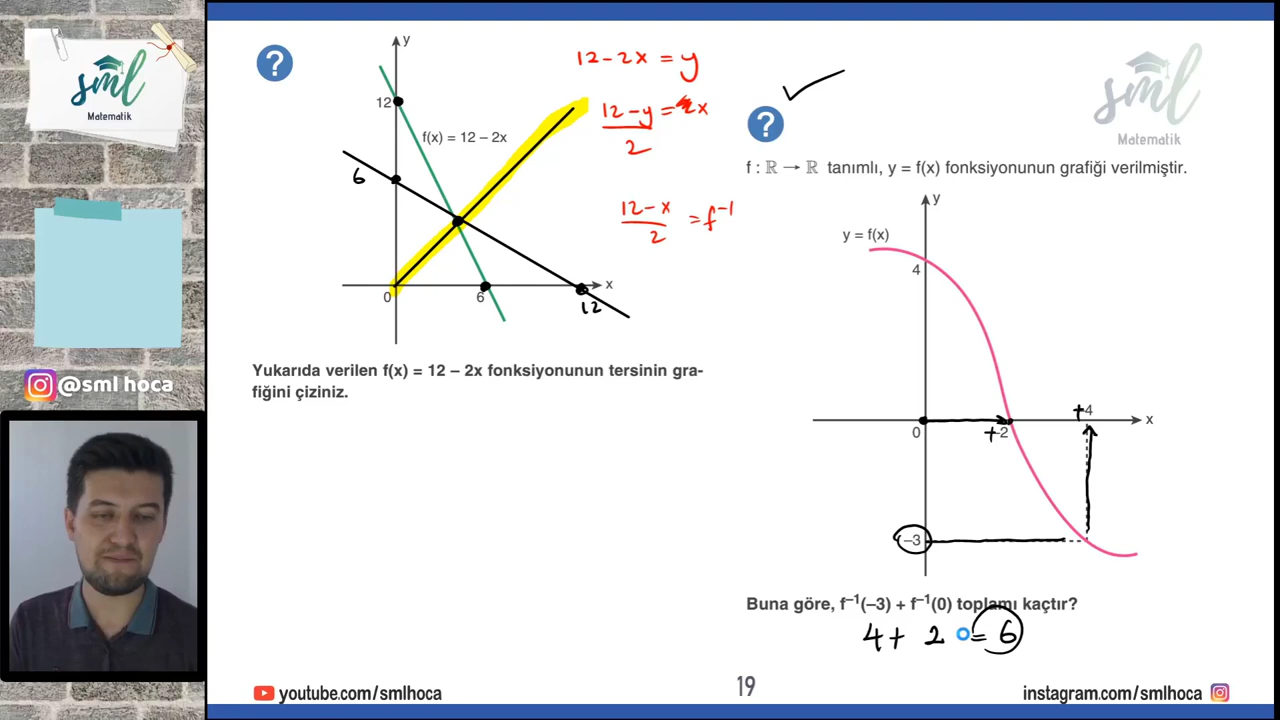 sml
Matematik
@sml hoca
y
12
f(x) = 12 – 2x
6
0
6
x
12
12-2x = y
12-y = 2x
2
12-x = f-1
2
Yukarıda verilen f(x) = 12 – 2x fonksiyonunun tersinin gra-
fiğini çiziniz.
sml
Matematik
f : ℝ → ℝ tanımlı, y = f(x) fonksiyonunun grafiği verilmiştir.
y
y = f(x)
4
+4
x
0
+2
–3
Buna göre, f⁻¹(–3) + f⁻¹(0) toplamı kaçtır?
4+ 2 = 6
youtube.com/smlhoca
19
instagram.com/smlhoca